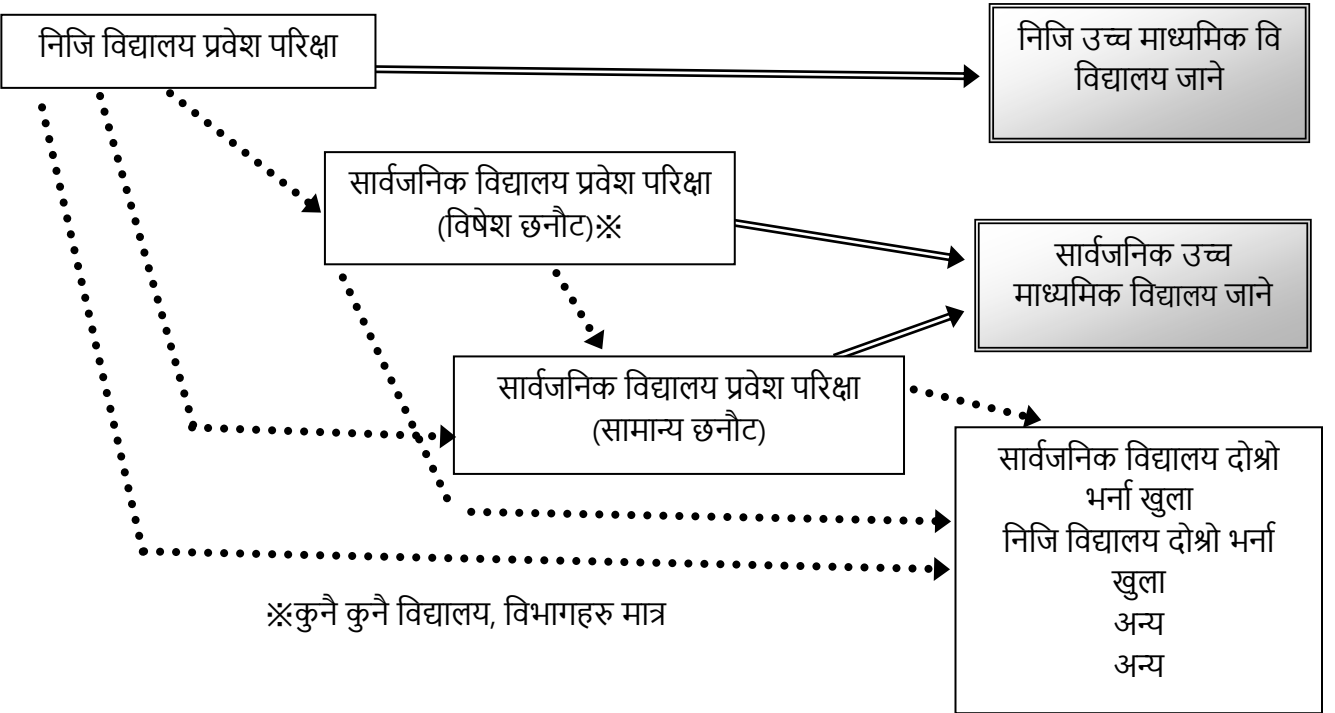 निजि विद्यालय प्रवेश परिक्षा
निजि उच्च माध्यमिक वि
विद्यालय जाने
सार्वजनिक विद्यालय प्रवेश परिक्षा
(विषेश छनौट)※
सार्वजनिक उच्च
माध्यमिक विद्यालय जाने
सार्वजनिक विद्यालय प्रवेश परिक्षा
(सामान्य छनौट)
सार्वजनिक विद्यालय दोश्रो
भर्ना खुला
निजि विद्यालय दोश्रो भर्ना
खुला
अन्य
अन्य
※कुनै कुनै विद्यालय, विभागहरु मात्र